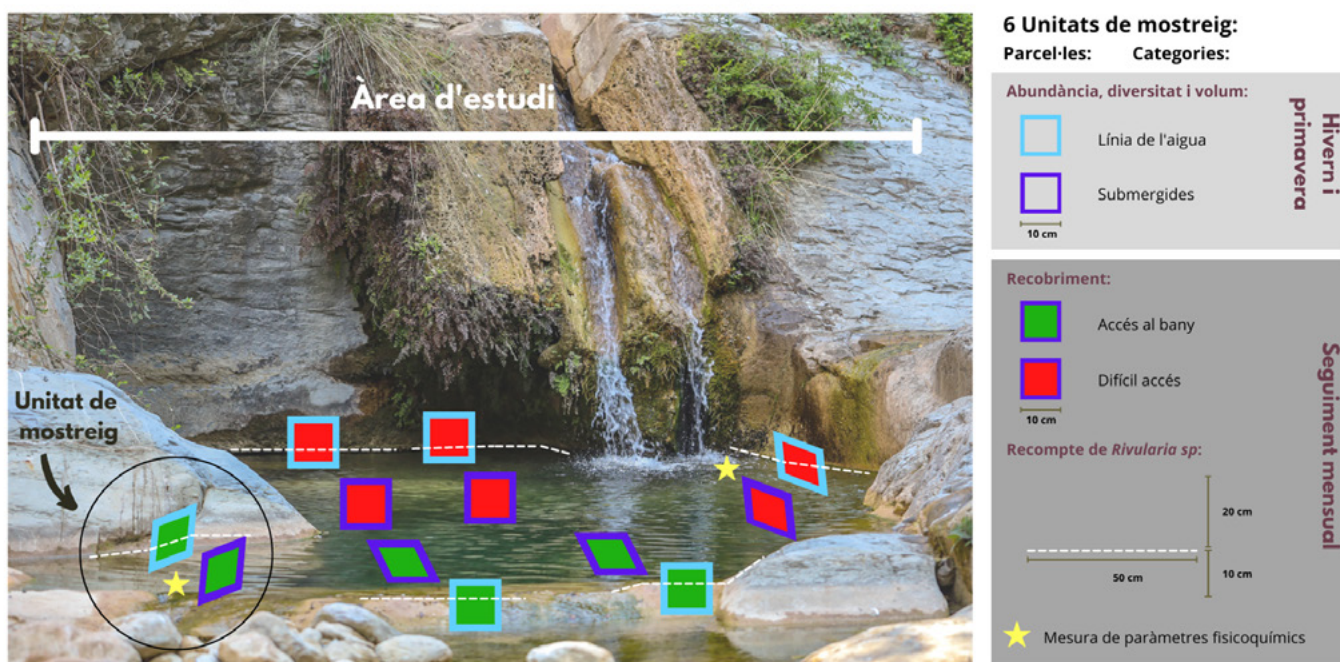 Àrea d'estudi
Unitat de
mostreig
6 Unitats de mostreig:
Parcel·les: Categories:
Abundància, diversitat i volum:
Línia de l'aigua
Submergides
10 cm
Hivern i
primavera
Recobriment:
Accés al bany
Difícil accés
10 cm
Recompte de Rivularia sp:
20 cm
50 cm
10 cm
Mesura de paràmetres fisicoquímics
Seguiment mensual